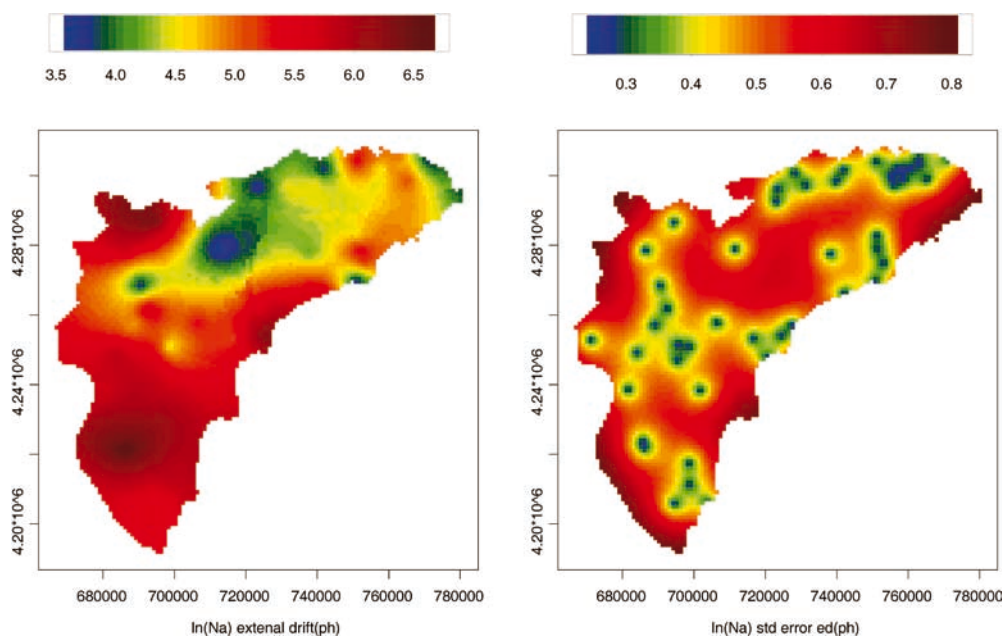 3.5 4.0 4.5 5.0 5.5 6.0 6.5
0.3 0.4 0.5 0.6 0.7 0.8
4.28*10^6
4.24*10^6
4.20*10^6
680000 700000 720000 740000 760000 780000
ln(Na) extenal drift(ph)
4.28*10^6
4.24*10^6
4.20*10^6
680000 700000 720000 740000 760000 780000
ln(Na) std error ed(ph)